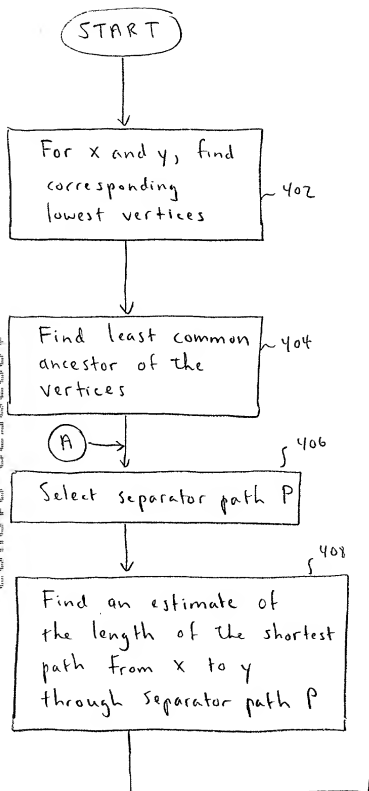 START
For x and y, find
corresponding
lowest vertices
402
Find least common
ancestor of the
vertices
404
A
406
Select separator path P
408
Find an estimate of
the length of the shortest
path from x to y
through separator path P